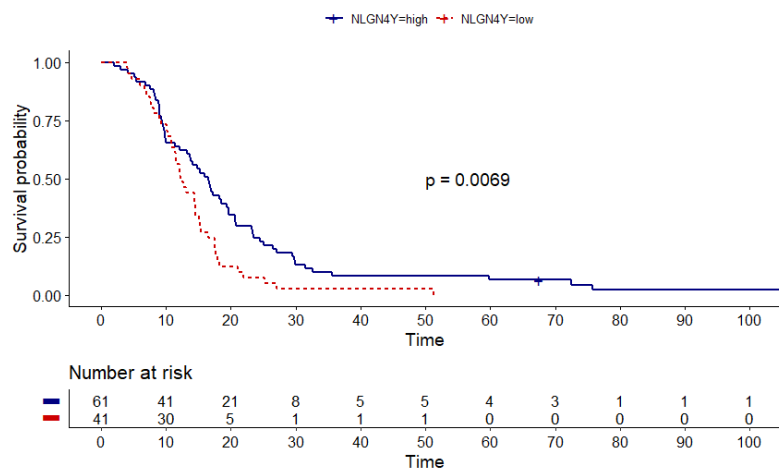 NLGN4Y=high NLGN4Y=low
1.00
0.75
0.50
0.25
0.00
Survival probability
p = 0.0069
0 10 20 30 40 50 60 70 80 90 100
Time
Number at risk
61 41 21 8 5 5 4 3 1 1 1
41 30 5 1 1 1 0 0 0 0 0
0 10 20 30 40 50 60 70 80 90 100
Time